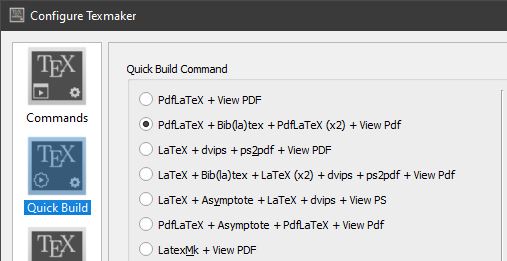 Configure Texmaker
TEX
Commands
TEX
Quick Build
TEX
Quick Build Command
PdfLaTeX + View PDF
PdfLaTeX + Bib(la)tex + PdfLaTeX (x2) + View Pdf
LaTeX + dvips + ps2pdf + View PDF
LaTeX + Bib(la)tex + LaTeX (x2) + dvips + ps2pdf + View Pdf
LaTeX + Asymptote + LaTeX + dvips + View PS
PdfLaTeX + Asymptote + PdfLaTeX + View Pdf
LatexMk + View PDF